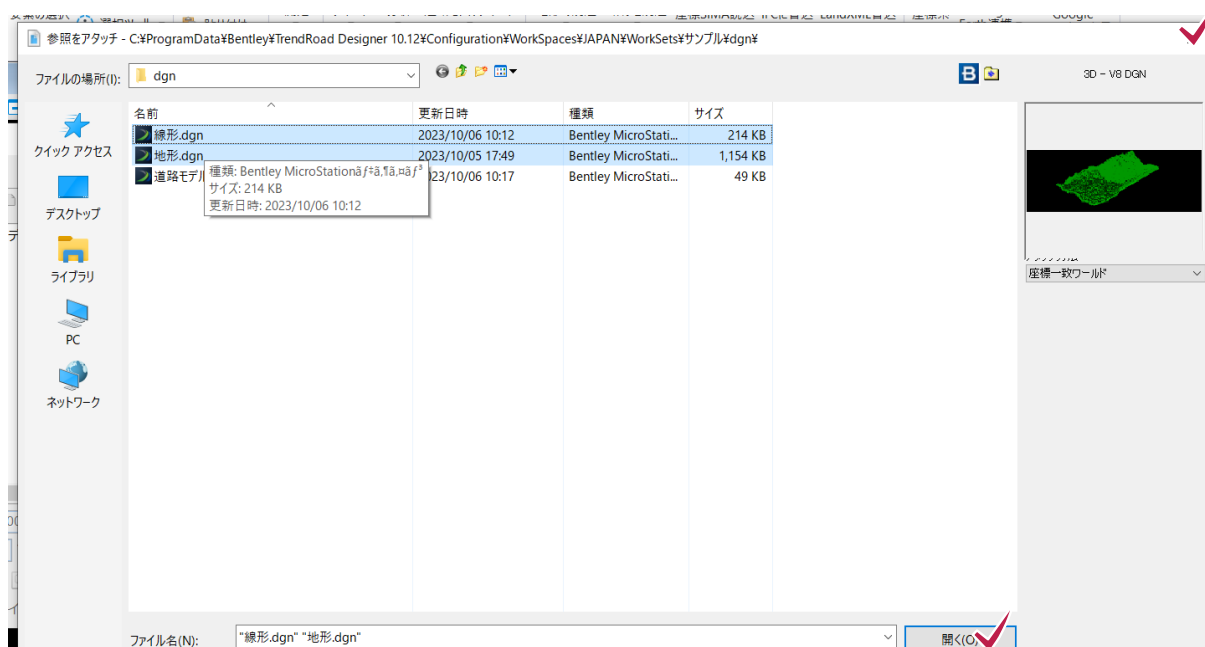 参照をアタッチ - C:¥ProgramData¥Bentley¥TrendRoad Designer 10.12¥Configuration¥WorkSpaces¥JAPAN¥WorkSets¥サンプル¥dgn¥
ファイルの場所(I): dgn
3D - V8 DGN
クイック アクセス
デスクトップ
ライブラリ
PC
ネットワーク
名前 更新日時 種類 サイズ
線形.dgn 2023/10/06 10:12 Bentley MicroStati... 214 KB
地形.dgn 2023/10/05 17:49 Bentley MicroStati... 1,154 KB
道路モデル 023/10/06 10:17 Bentley MicroStati... 49 KB
種類: Bentley MicroStationãƒ‡ã‚¶ã‚¤ãƒ³
サイズ: 214 KB
更新日時: 2023/10/06 10:12
座標一致ワールド
ファイル名(N): "線形.dgn" "地形.dgn"
開く(O)